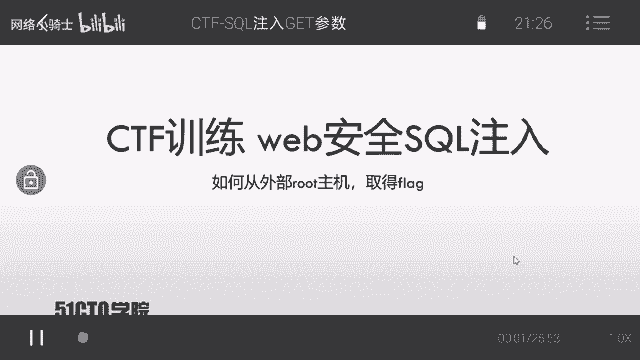 网络小骑士 bilibili
CTF-SQL注入GET参数
21:26
CTF训练 web安全SQL注入
如何从外部root主机，取得flag
51CTO学院
00:01/26:53
1.0X